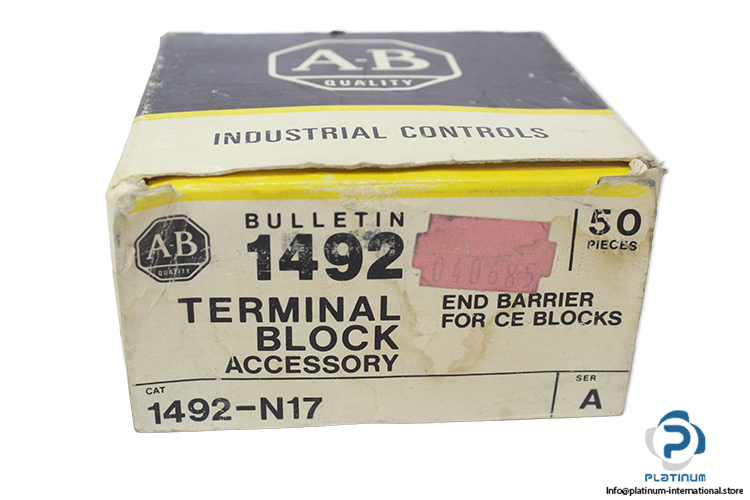 A-B
QUALITY
INDUSTRIAL CONTROLS
A-B
QUALITY
BULLETIN
1492
040685
50
PIECES
TERMINAL
BLOCK
ACCESSORY
END BARRIER
FOR CE BLOCKS
CAT
1492-N17
SER
A
PLATINUM
Info@platinum-international.store